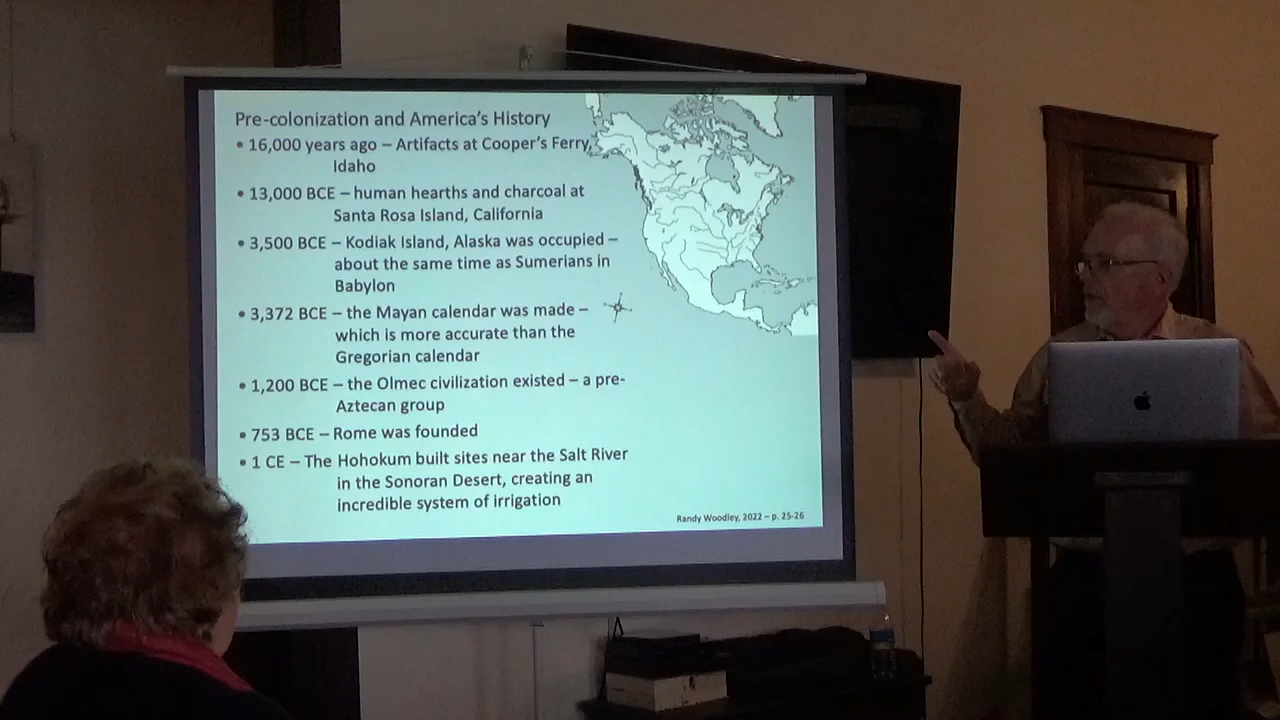 Pre-colonization and America's History
• 16,000 years ago – Artifacts at Cooper's Ferry,
Idaho
• 13,000 BCE – human hearths and charcoal at
Santa Rosa Island, California
• 3,500 BCE – Kodiak Island, Alaska was occupied –
about the same time as Sumerians in
Babylon
• 3,372 BCE – the Mayan calendar was made –
which is more accurate than the
Gregorian calendar
• 1,200 BCE – the Olmec civilization existed – a pre-
Aztecan group
• 753 BCE – Rome was founded
• 1 CE – The Hohokum built sites near the Salt River
in the Sonoran Desert, creating an
incredible system of irrigation
Randy Woodley, 2022 – p. 25-26